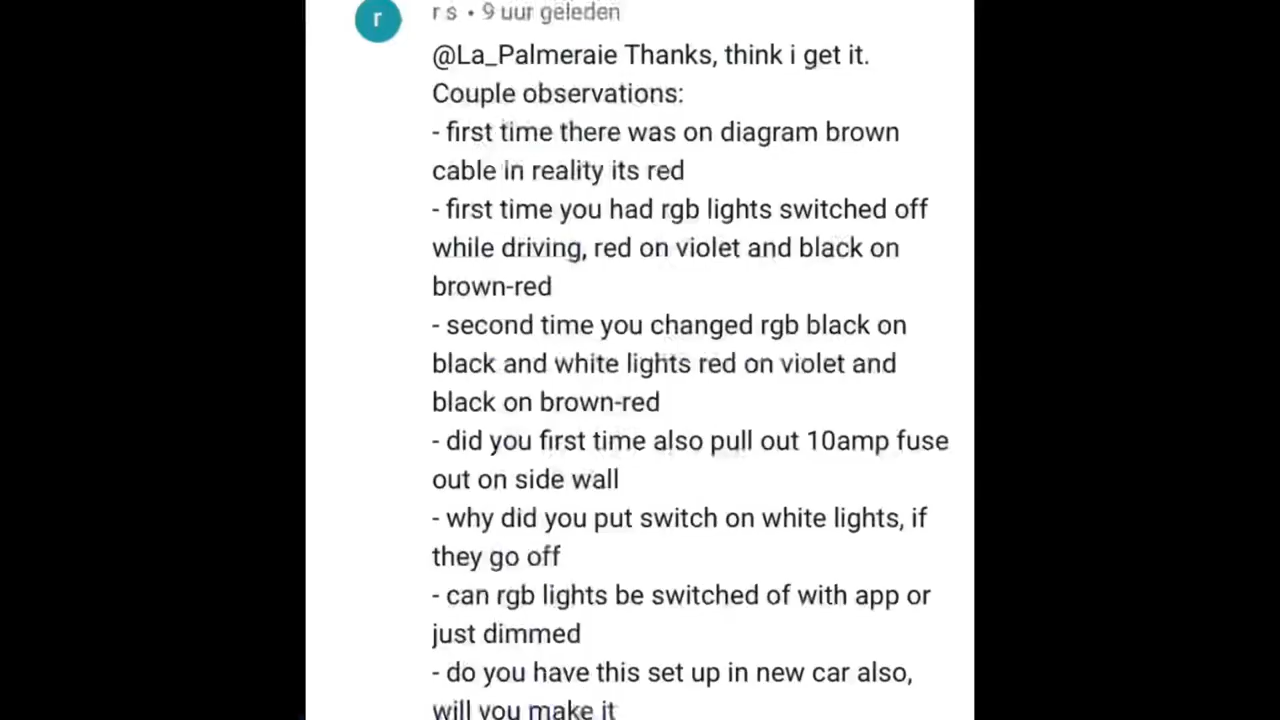 r
r s • 9 uur geleden
@La_Palmeraie Thanks, think i get it.
Couple observations:
- first time there was on diagram brown
cable in reality its red
- first time you had rgb lights switched off
while driving, red on violet and black on
brown-red
- second time you changed rgb black on
black and white lights red on violet and
black on brown-red
- did you first time also pull out 10amp fuse
out on side wall
- why did you put switch on white lights, if
they go off
- can rgb lights be switched of with app or
just dimmed
- do you have this set up in new car also,
will you make it